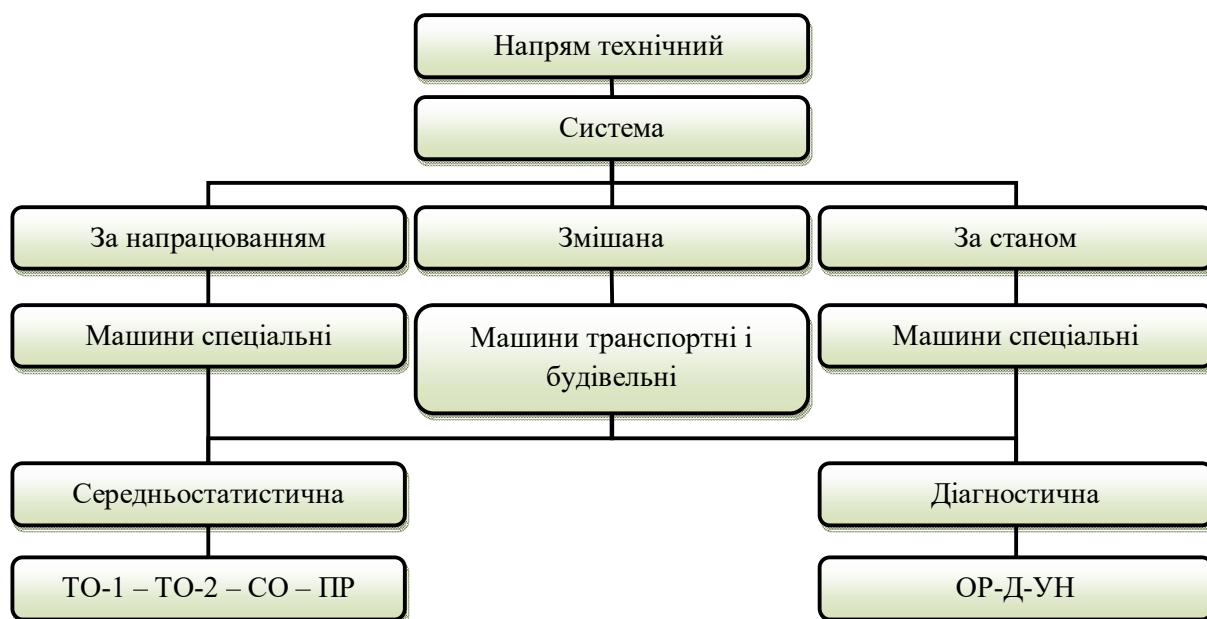 Напрям технічний
Система
За напрацюванням
Змішана
За станом
Машини спеціальні
Машини транспортні і
будівельні
Машини спеціальні
Середньостатистична
Діагностична
ТО-1 – ТО-2 – СО – ПР
ОР-Д-УН